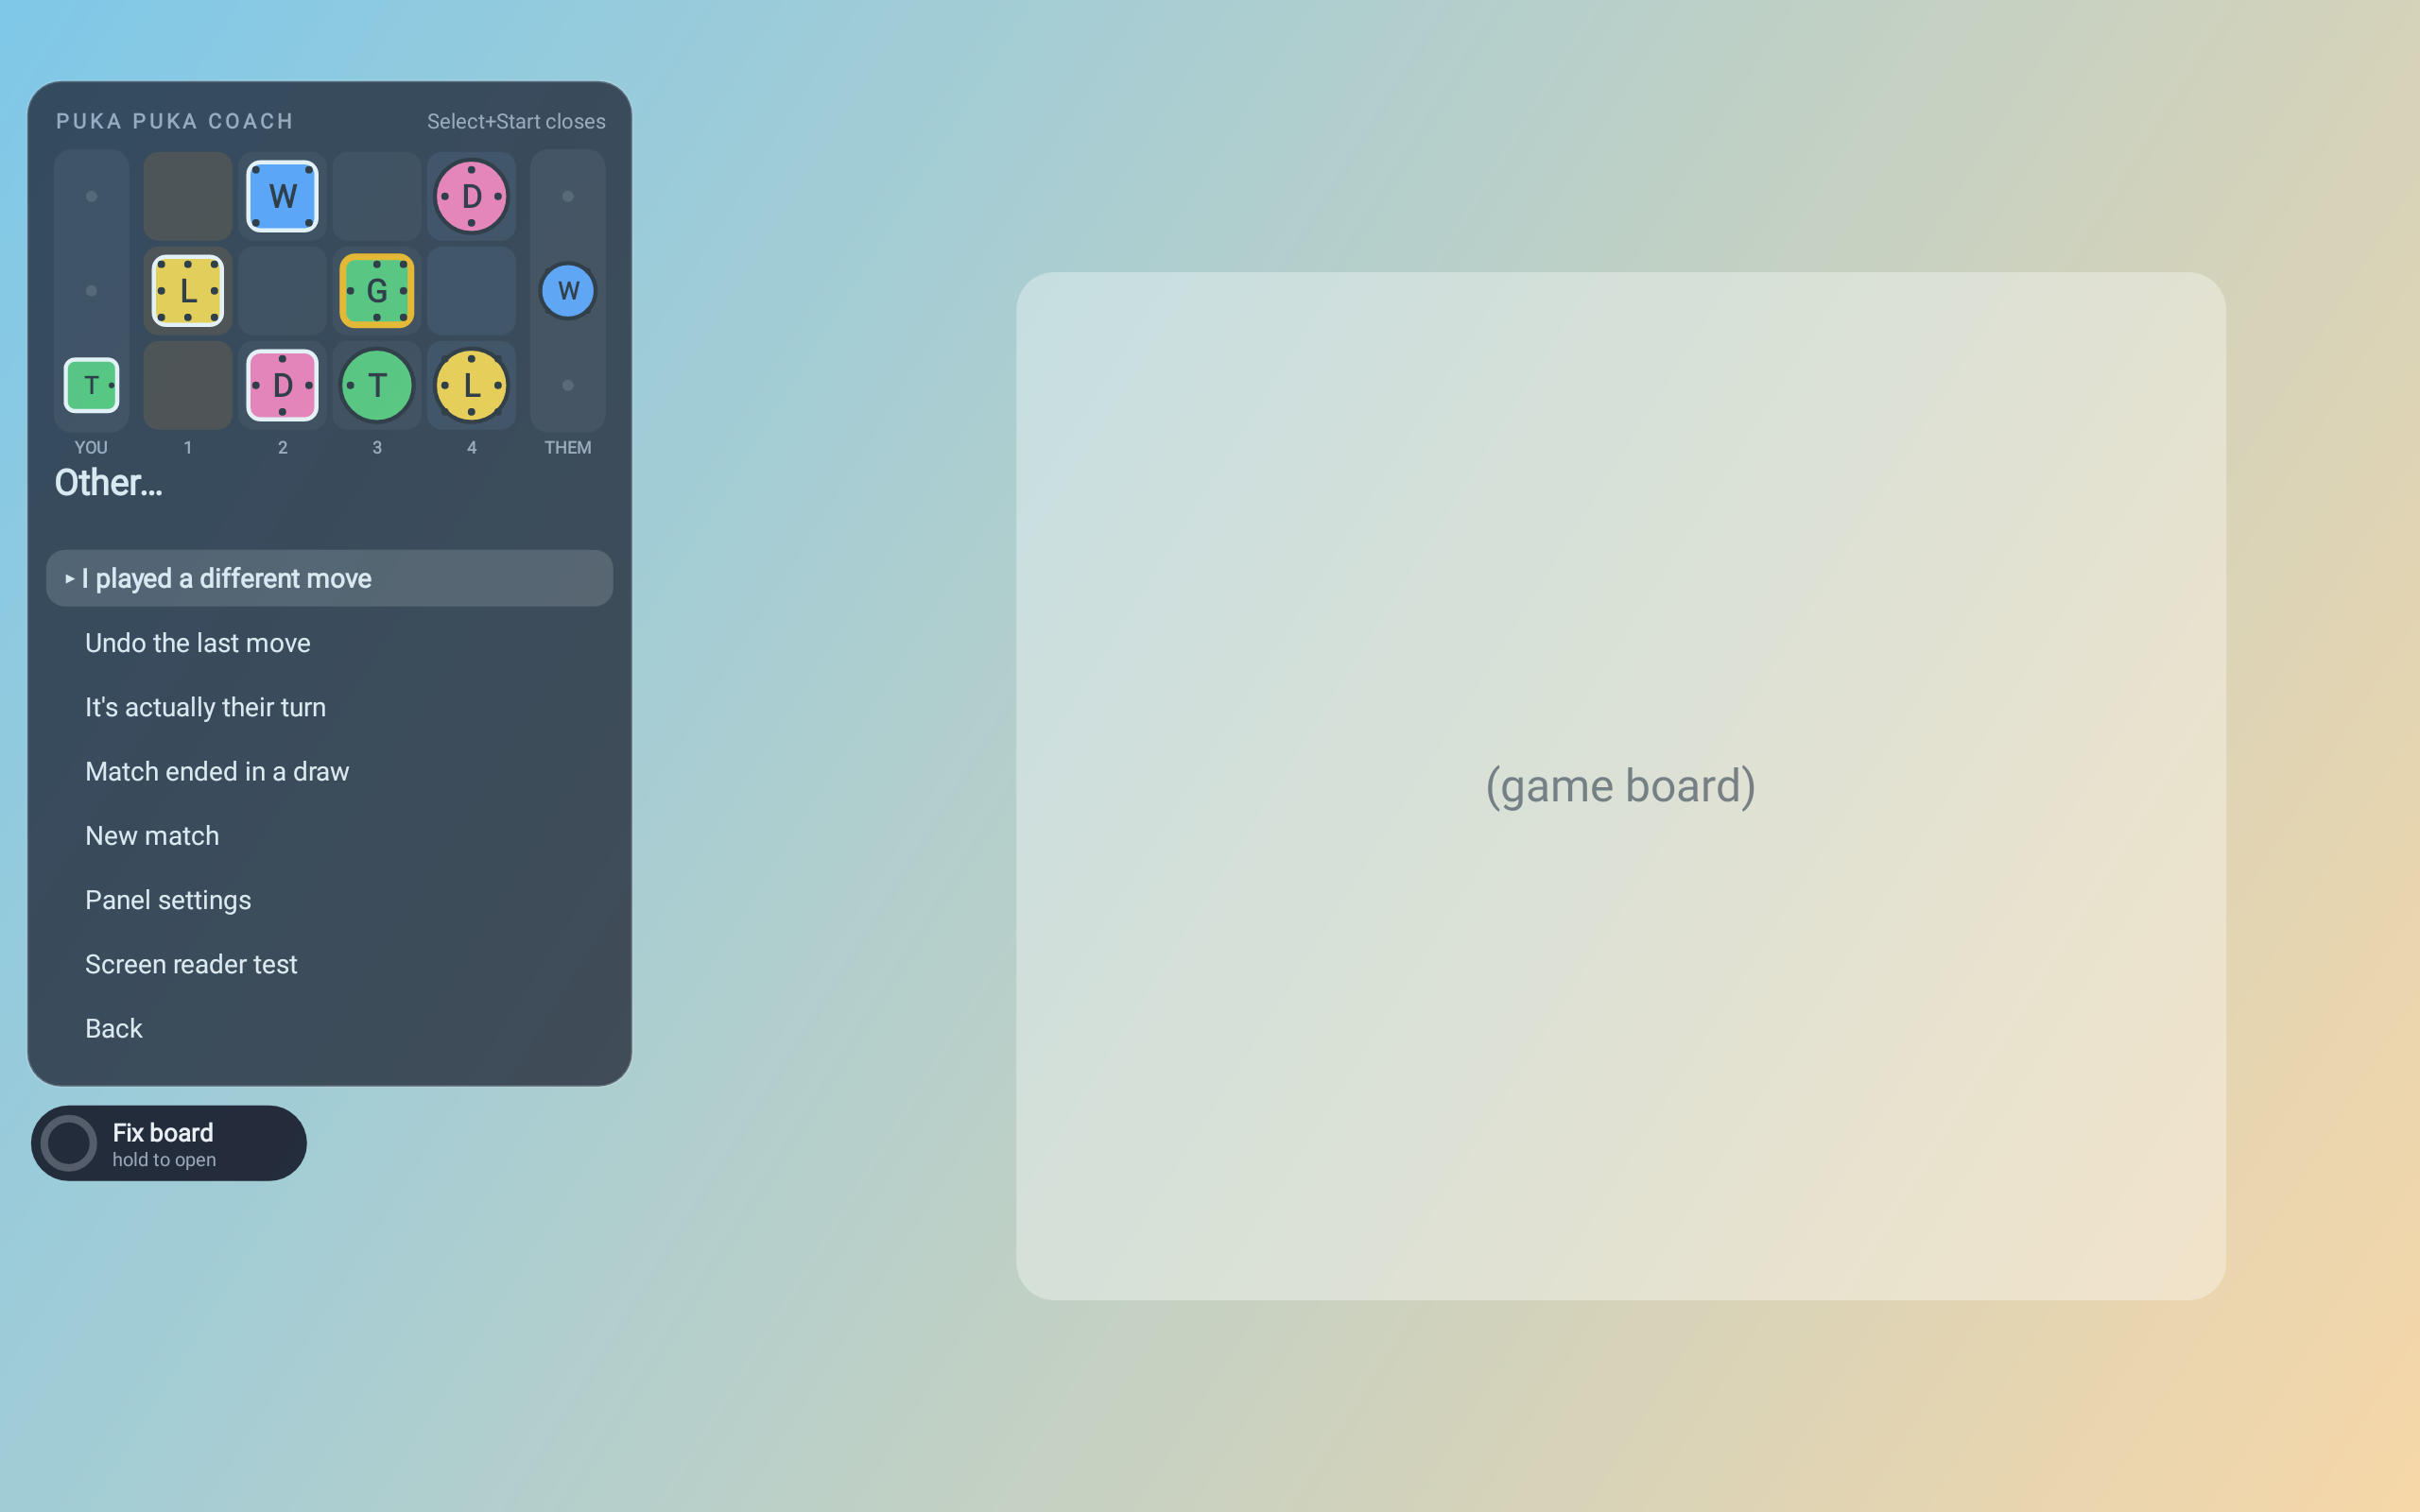 PUKA PUKA COACH Select+Start closes
W D
L G W
T D T L
YOU 1 2 3 4 THEM
Other...
▸ I played a different move
Undo the last move
It's actually their turn
Match ended in a draw
New match
Panel settings
Screen reader test
Back
Fix board
hold to open
(game board)